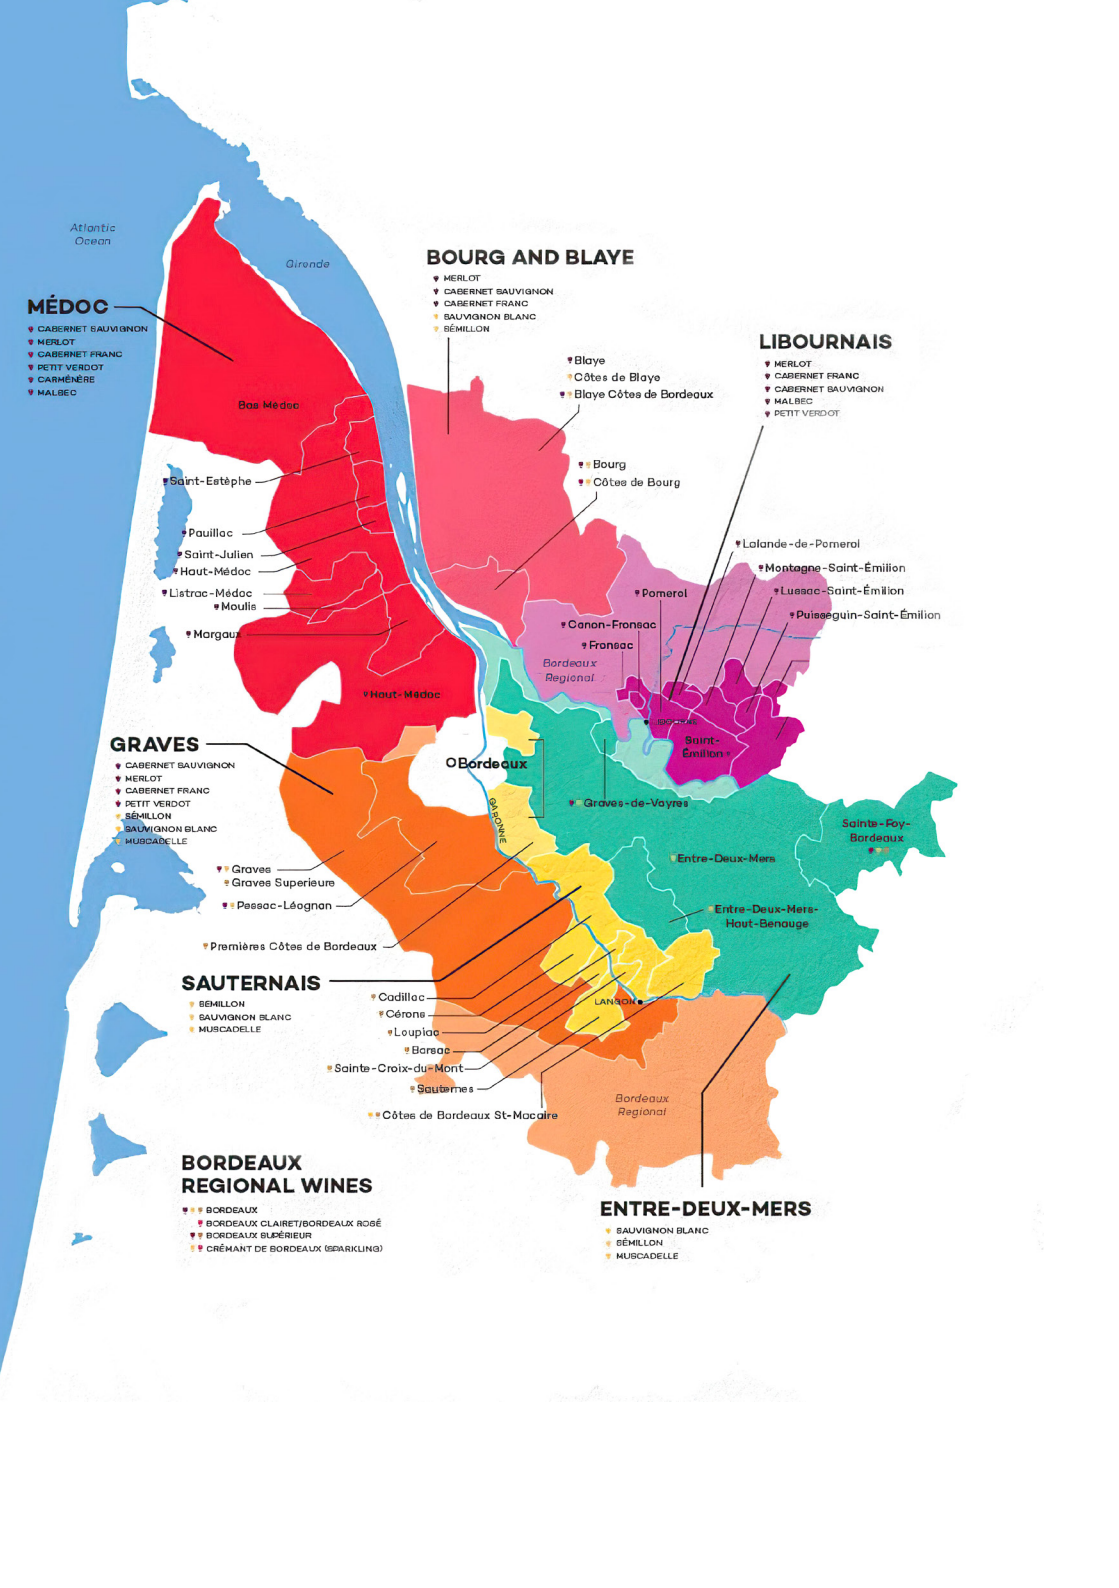 Atlantic
Ocean
Gironde
MÉDOC
CABERNET SAUVIGNON
MERLOT
CABERNET FRANC
PETIT VERDOT
CARMÉNÈRE
MALBEC
BOURG AND BLAYE
MERLOT
CABERNET SAUVIGNON
CABERNET FRANC
SAUVIGNON BLANC
SÉMILLON
LIBOURNAIS
MERLOT
CABERNET FRANC
CABERNET SAUVIGNON
MALBEC
PETIT VERDOT
Blaye
Côtes de Blaye
Blaye Côtes de Bordeaux
Bourg
Côtes de Bourg
Bas Médoc
Saint-Estèphe
Pauillac
Saint-Julien
Haut-Médoc
Listrac-Médoc
Moulis
Margaux
Haut-Médoc
Lalande-de-Pomerol
Montagne-Saint-Émilion
Lussac-Saint-Émilion
Puisseguin-Saint-Émilion
Pomerol
Canon-Fronsac
Fronsac
Bordeaux
Regional
Saint-
Émilion
GRAVES
CABERNET SAUVIGNON
MERLOT
CABERNET FRANC
PETIT VERDOT
SÉMILLON
SAUVIGNON BLANC
MUSCADELLE
Bordeaux
GARONNE
Graves-de-Vayres
Sainte-Foy-
Bordeaux
Entre-Deux-Mers
Entre-Deux-Mers-
Haut-Benauge
Graves
Graves Superieure
Pessac-Léognan
Premières Côtes de Bordeaux
SAUTERNAIS
SÉMILLON
SAUVIGNON BLANC
MUSCADELLE
Cadillac
Cérons
Loupiac
Barsac
Sainte-Croix-du-Mont
Sauternes
Côtes de Bordeaux St-Macaire
LANGON
Bordeaux
Regional
BORDEAUX
REGIONAL WINES
BORDEAUX
BORDEAUX CLAIRET/BORDEAUX ROSÉ
BORDEAUX SUPÉRIEUR
CRÉMANT DE BORDEAUX (SPARKLING)
ENTRE-DEUX-MERS
SAUVIGNON BLANC
SÉMILLON
MUSCADELLE